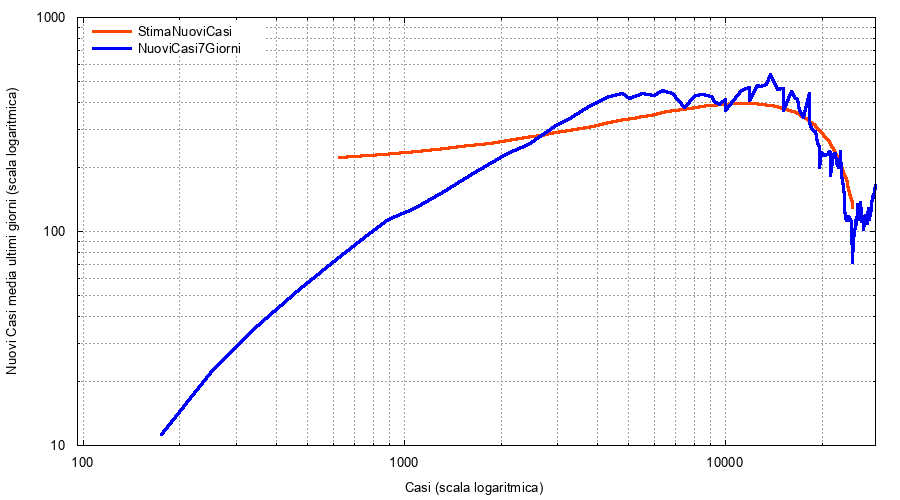 1000
StimaNuoviCasi
NuoviCasi7Giorni
Nuovi Casi media ultimi giorni (scala logaritmica)
100
10
100
1000
10000
Casi (scala logaritmica)